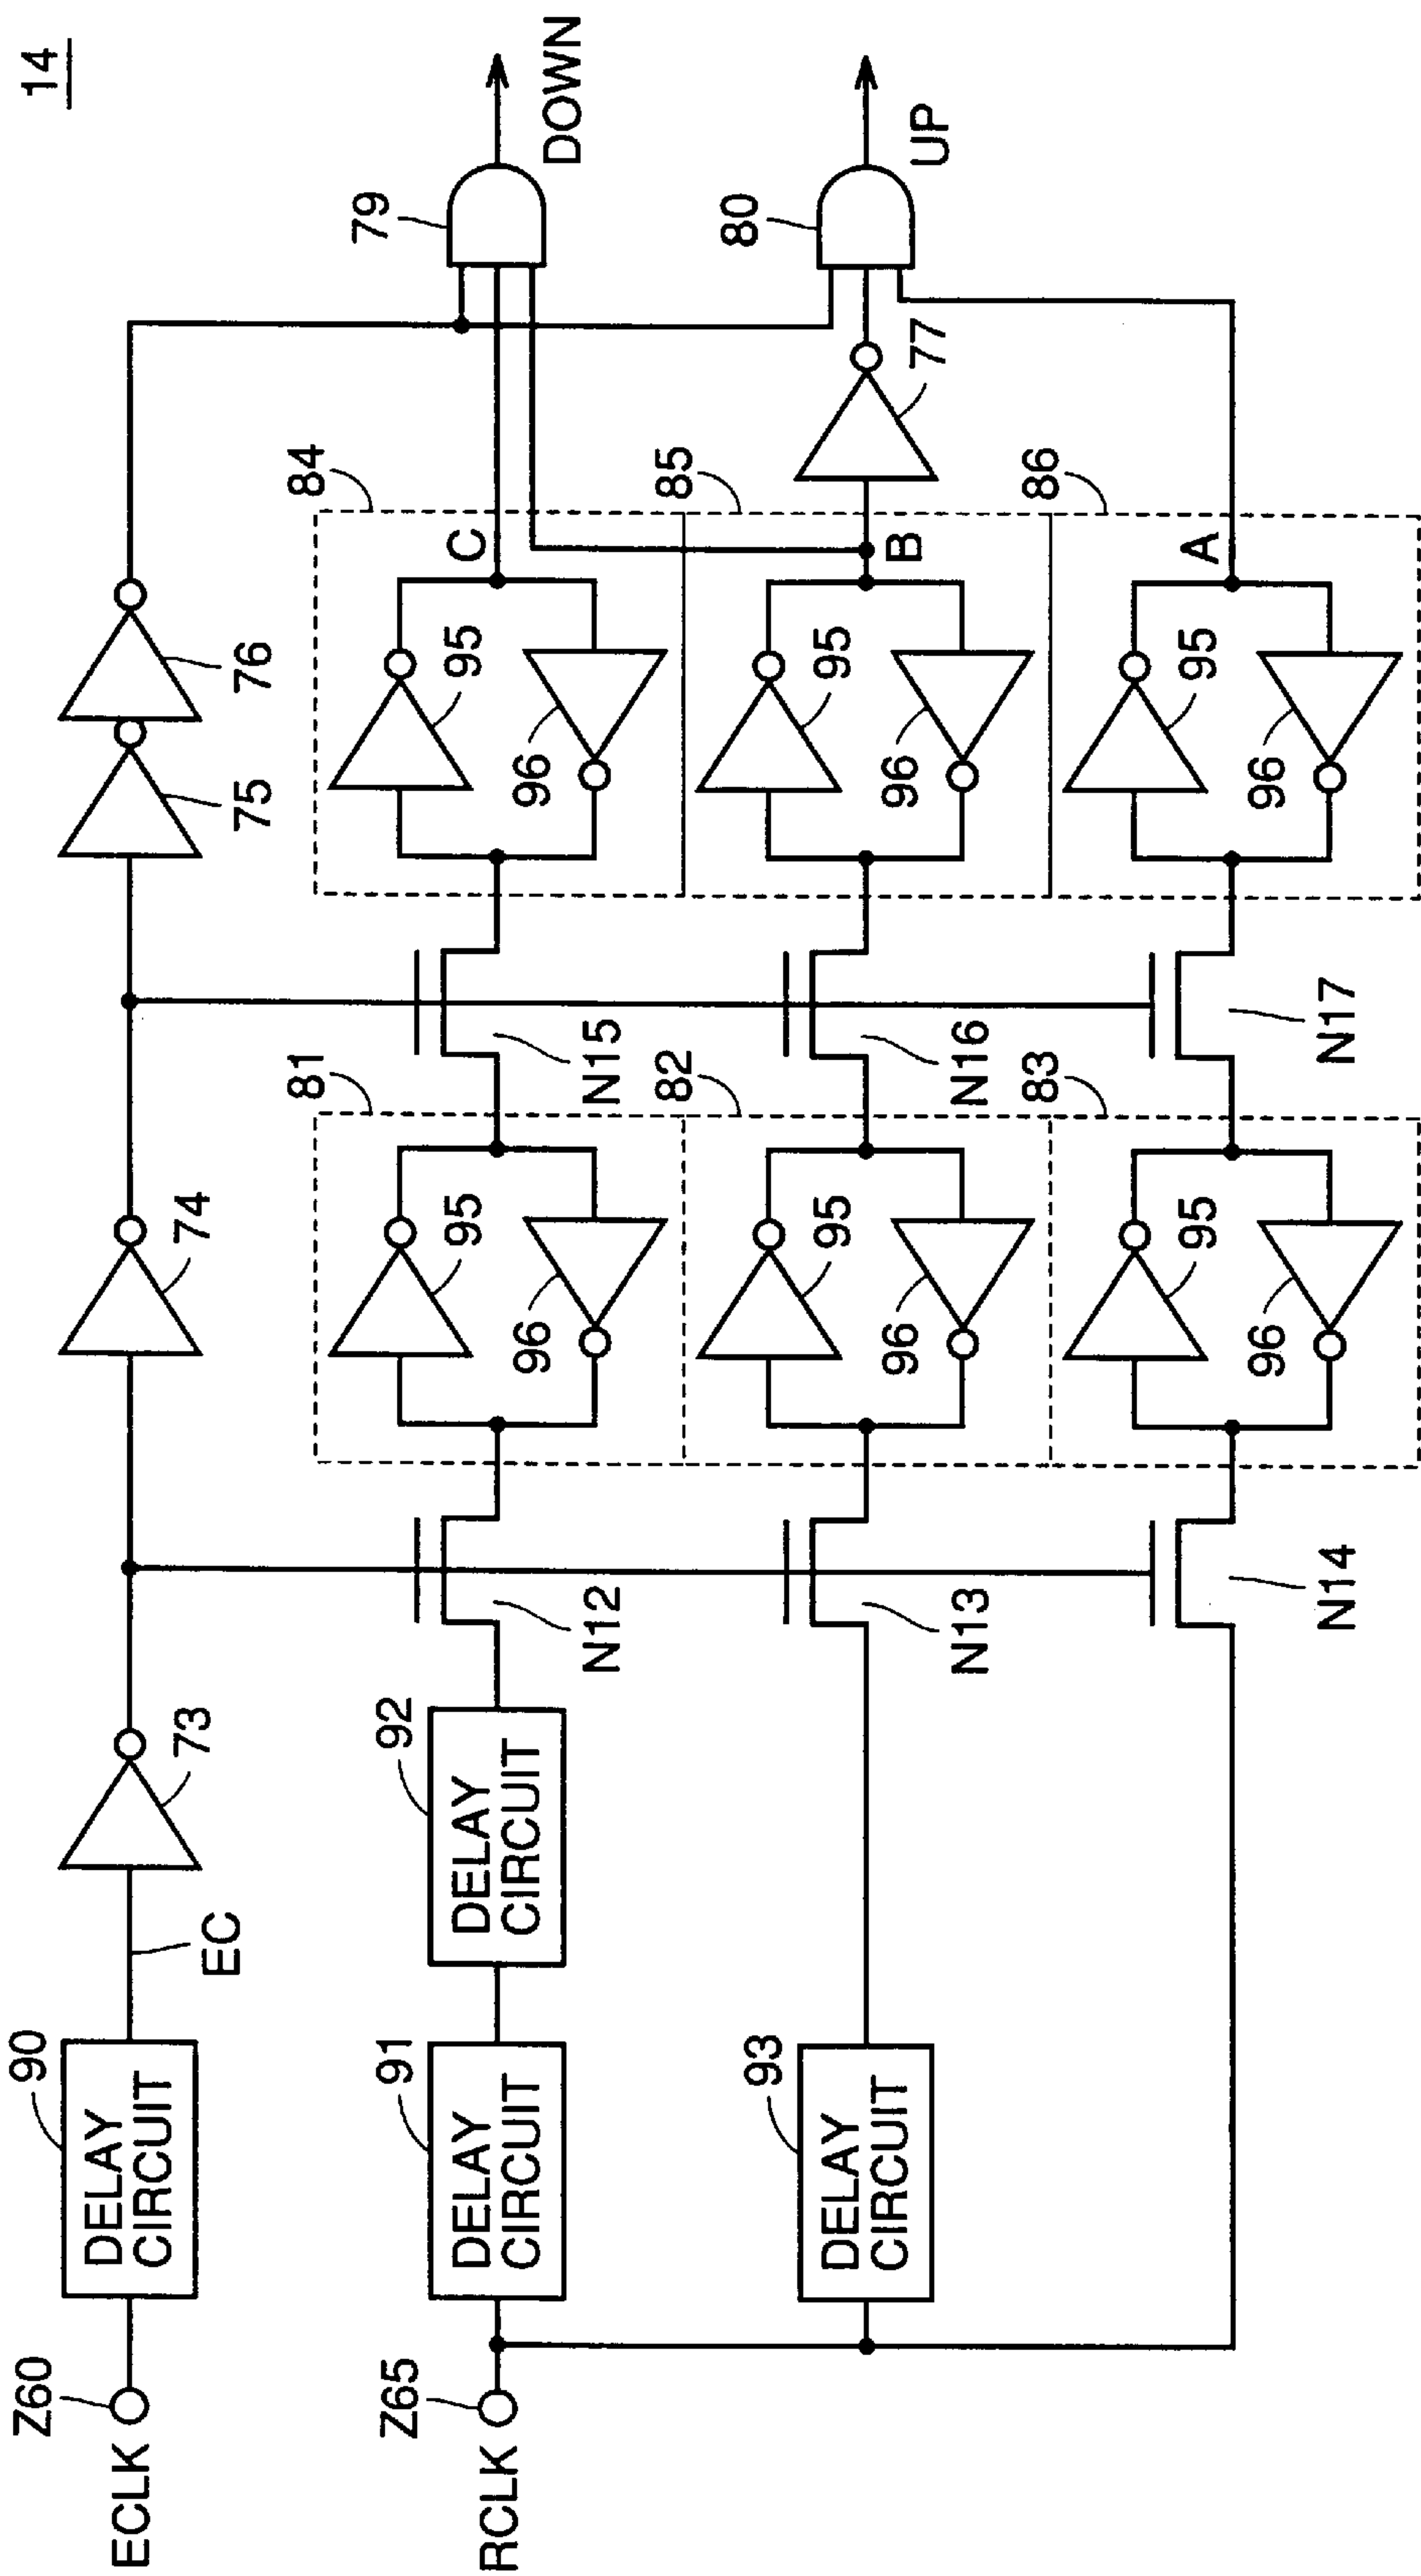 14
Z60
ECLK
90
DELAY
CIRCUIT
EC
73
74
75
76
Z65
RCLK
91
DELAY
CIRCUIT
92
DELAY
CIRCUIT
N12
81
95
96
N15
84
95
96
C
79
DOWN
93
DELAY
CIRCUIT
N13
82
95
96
N16
85
95
96
B
77
80
UP
N14
83
95
96
N17
86
95
96
A